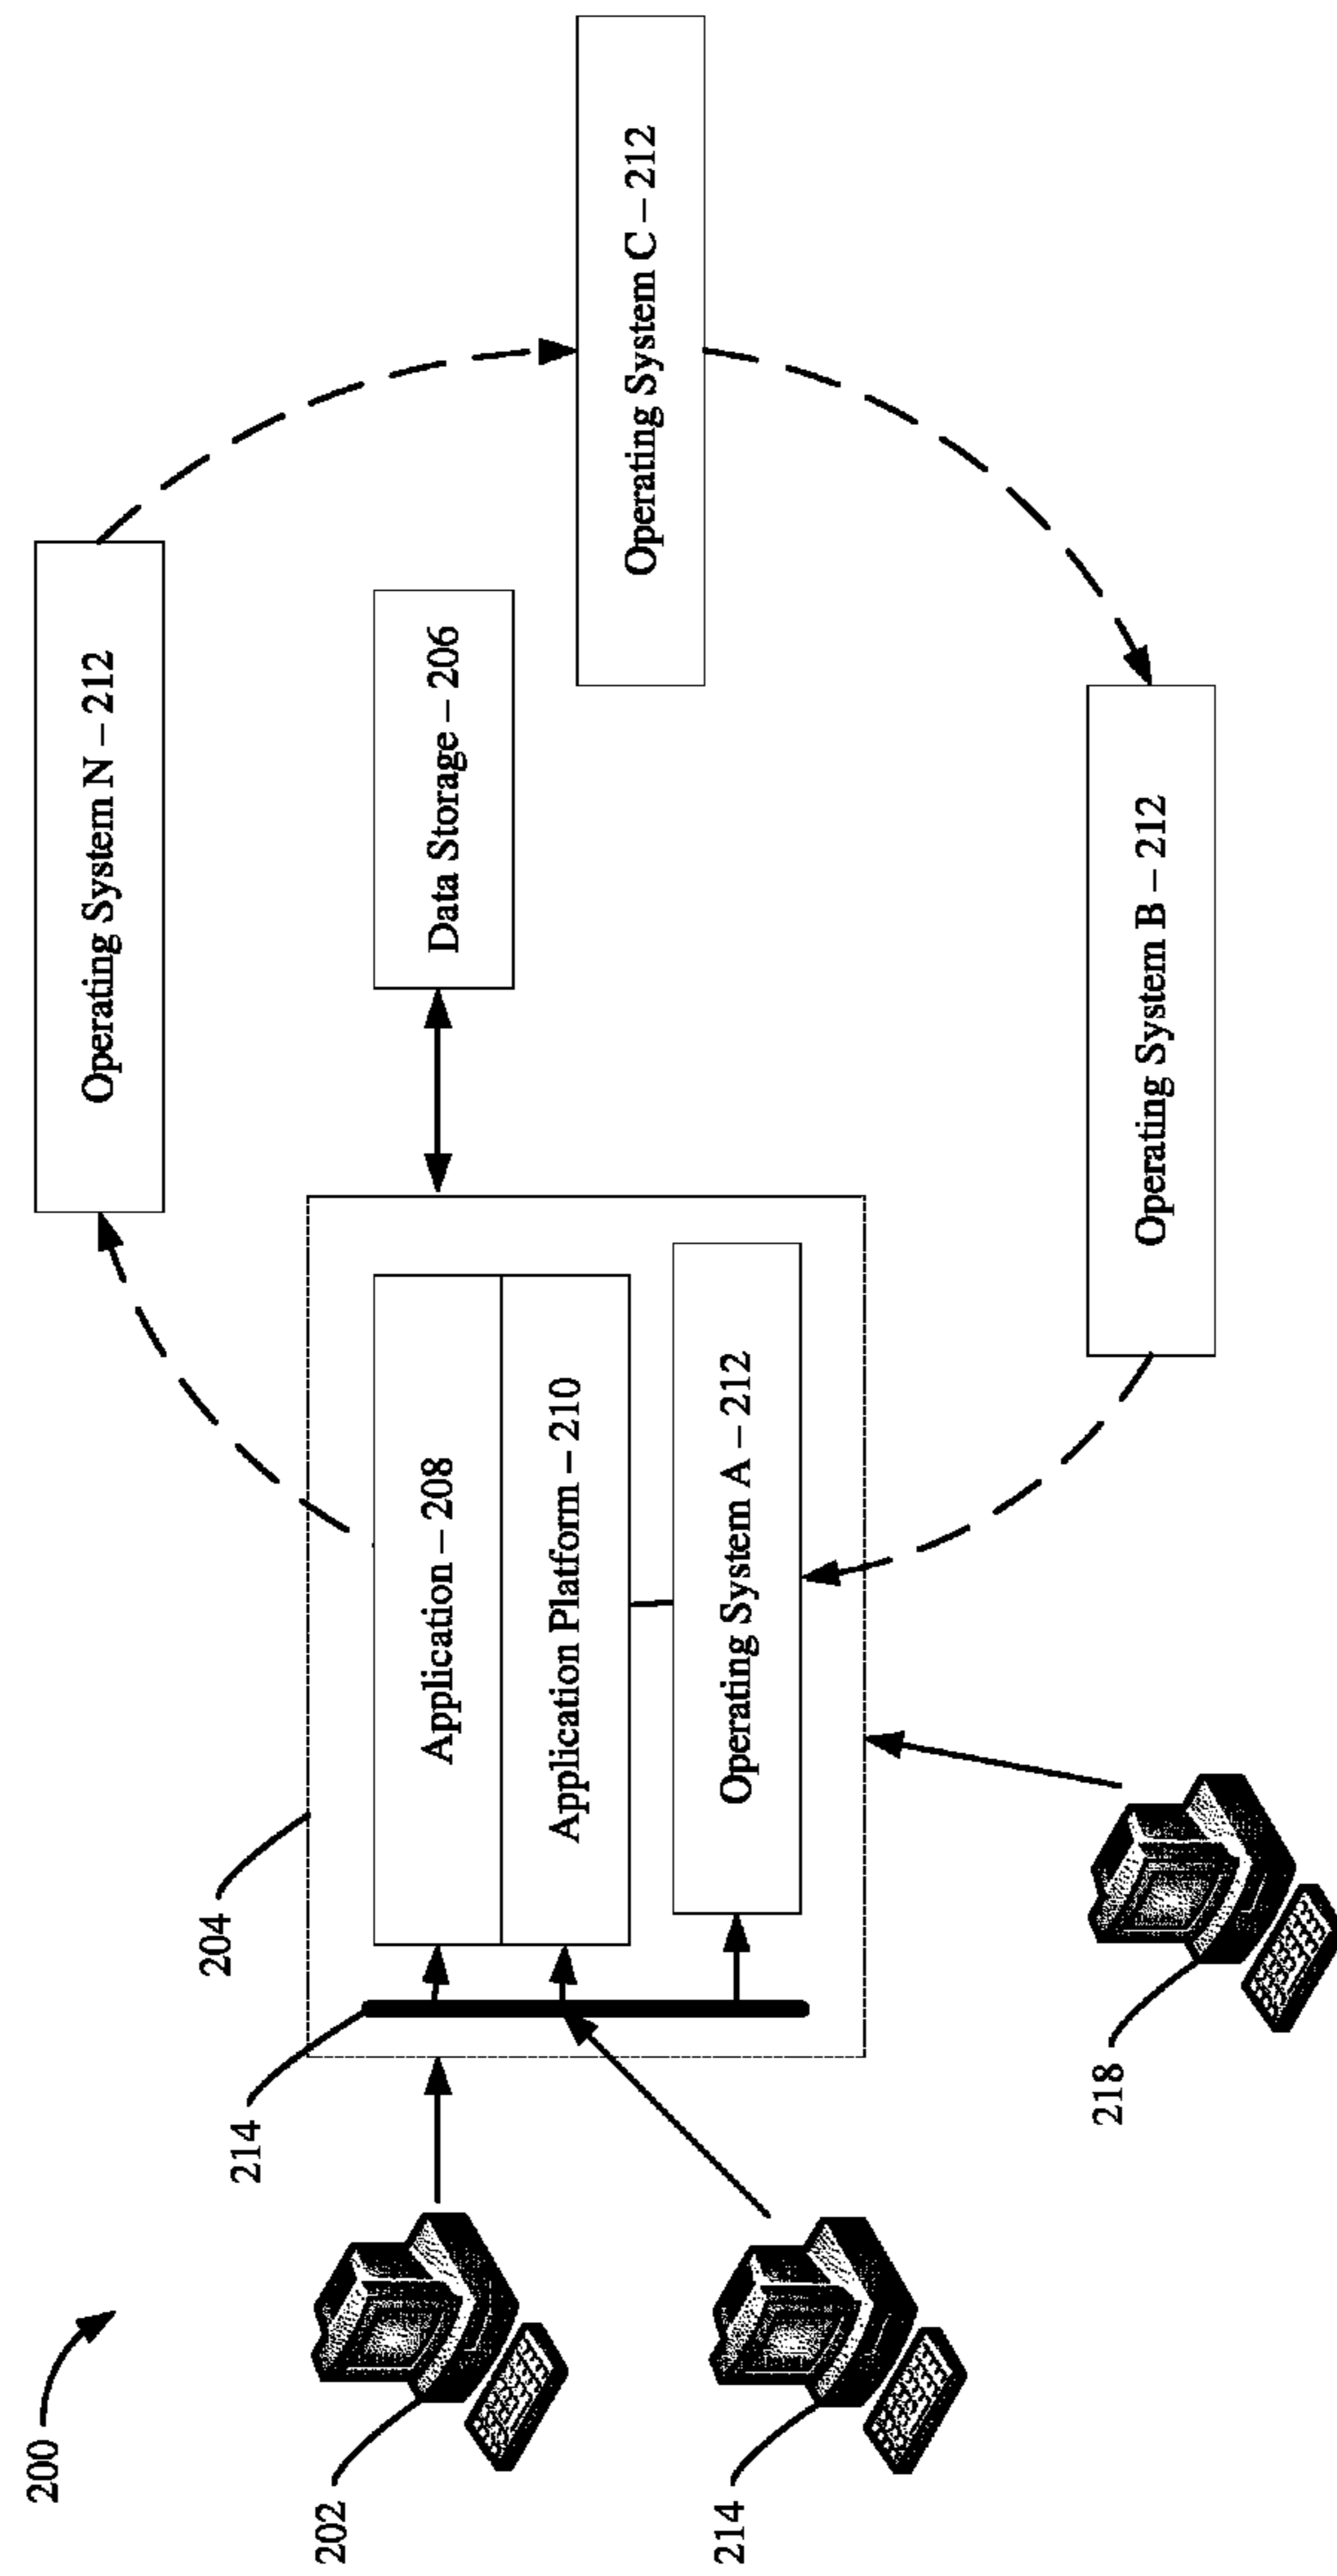 200
Operating System N – 212
204
214
Application – 208
Data Storage – 206
Application Platform – 210
202
Operating System C – 212
Operating System A – 212
214
218
Operating System B – 212